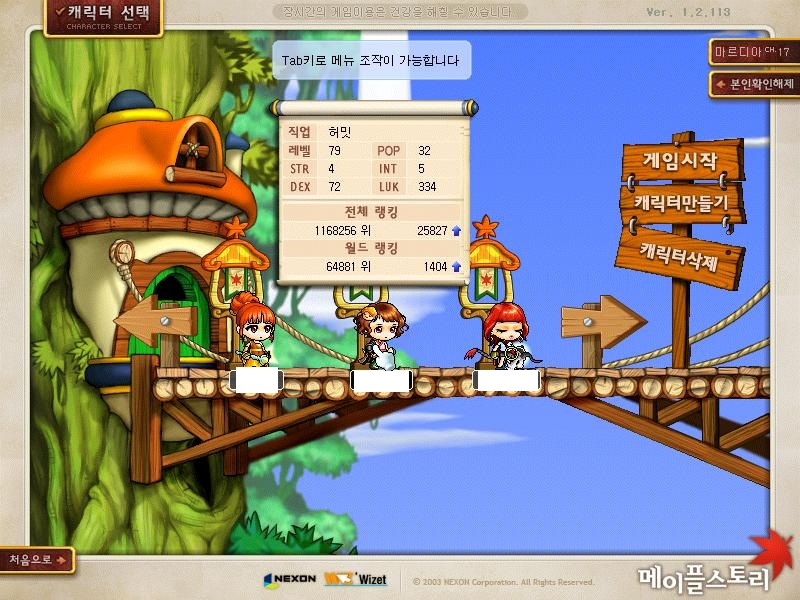 캐릭터 선택
CHARACTER SELECT
장시간의 게임이용은 건강을 해칠 수 있습니다.
Ver. 1.2.113
Tab키로 메뉴 조작이 가능합니다
마르디아 CH.17
본인확인해제
직업 허밋
레벨 79 POP 32
STR 4 INT 5
DEX 72 LUK 334
전체 랭킹
1168256 위 25827
월드 랭킹
64881 위 1404
게임시작
캐릭터만들기
캐릭터삭제
처음으로
NEXON Wizet
© 2003 NEXON Corporation. All Rights Reserved.
메이플스토리